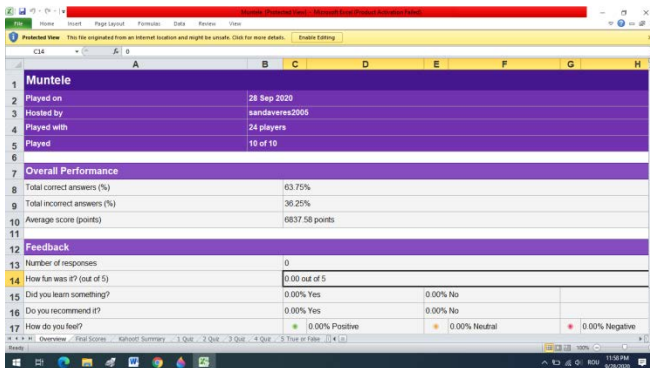 Muntele [Protected View] - Microsoft Excel (Product Activation Failed)
File Home Insert Page Layout Formulas Data Review View
Protected View This file originated from an Internet location and might be unsafe. Click for more details. Enable Editing
C14 fx 0
A B C D E F G H
1 Muntele
2 Played on 28 Sep 2020
3 Hosted by sandaveres2005
4 Played with 24 players
5 Played 10 of 10
6
7 Overall Performance
8 Total correct answers (%) 63.75%
9 Total incorrect answers (%) 36.25%
10 Average score (points) 6837.58 points
11
12 Feedback
13 Number of responses 0
14 How fun was it? (out of 5) 0.00 out of 5
15 Did you learn something? 0.00% Yes 0.00% No
16 Do you recommend it? 0.00% Yes 0.00% No
17 How do you feel? 0.00% Positive 0.00% Neutral 0.00% Negative
Overview Final Scores Kahoot! Summary 1 Quiz 2 Quiz 3 Quiz 4 Quiz 5 True or False
Ready 100%
ROU 11:58 PM
9/28/2020